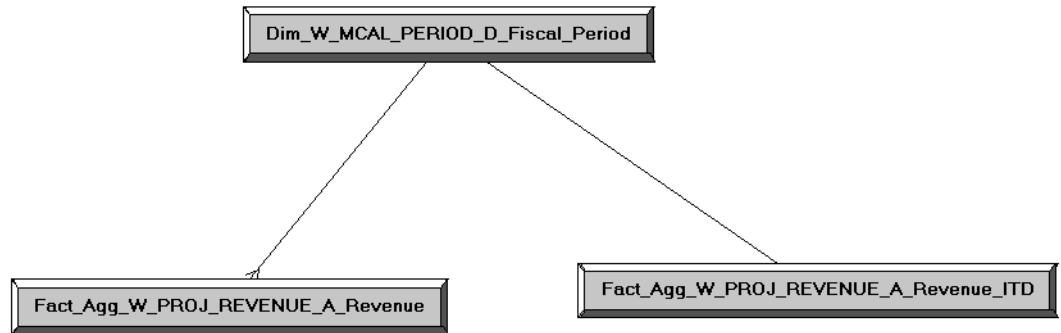 Dim_W_MCAL_PERIOD_D_Fiscal_Period
Fact_Agg_W_PROJ_REVENUE_A_Revenue
Fact_Agg_W_PROJ_REVENUE_A_Revenue_ITD